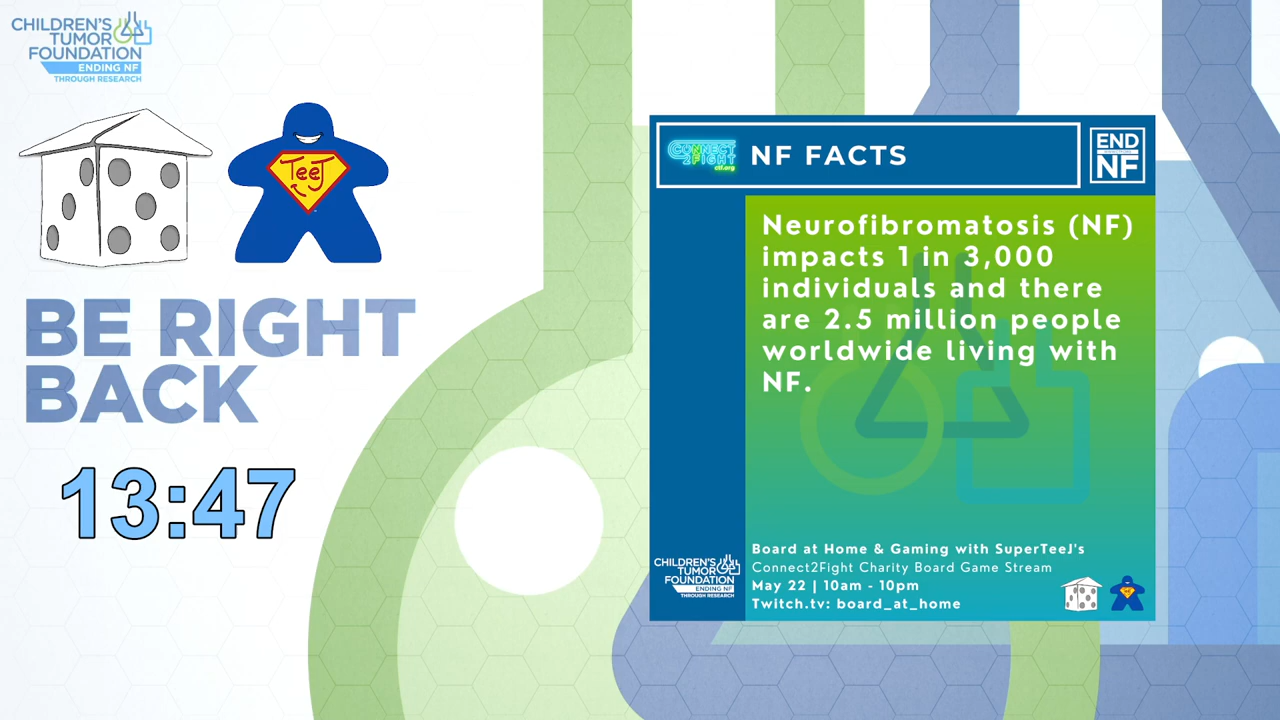 CHILDREN'S
TUMOR
FOUNDATION
ENDING NF
THROUGH RESEARCH
TeeJ
BE RIGHT
BACK
13:47
CONNECT
2FIGHT
ctf.org
NF FACTS
END
NF
Neurofibromatosis (NF)
impacts 1 in 3,000
individuals and there
are 2.5 million people
worldwide living with
NF.
CHILDREN'S
TUMOR
FOUNDATION
ENDING NF
THROUGH RESEARCH
Board at Home & Gaming with SuperTeeJ's
Connect2Fight Charity Board Game Stream
May 22 | 10am - 10pm
Twitch.tv: board_at_home